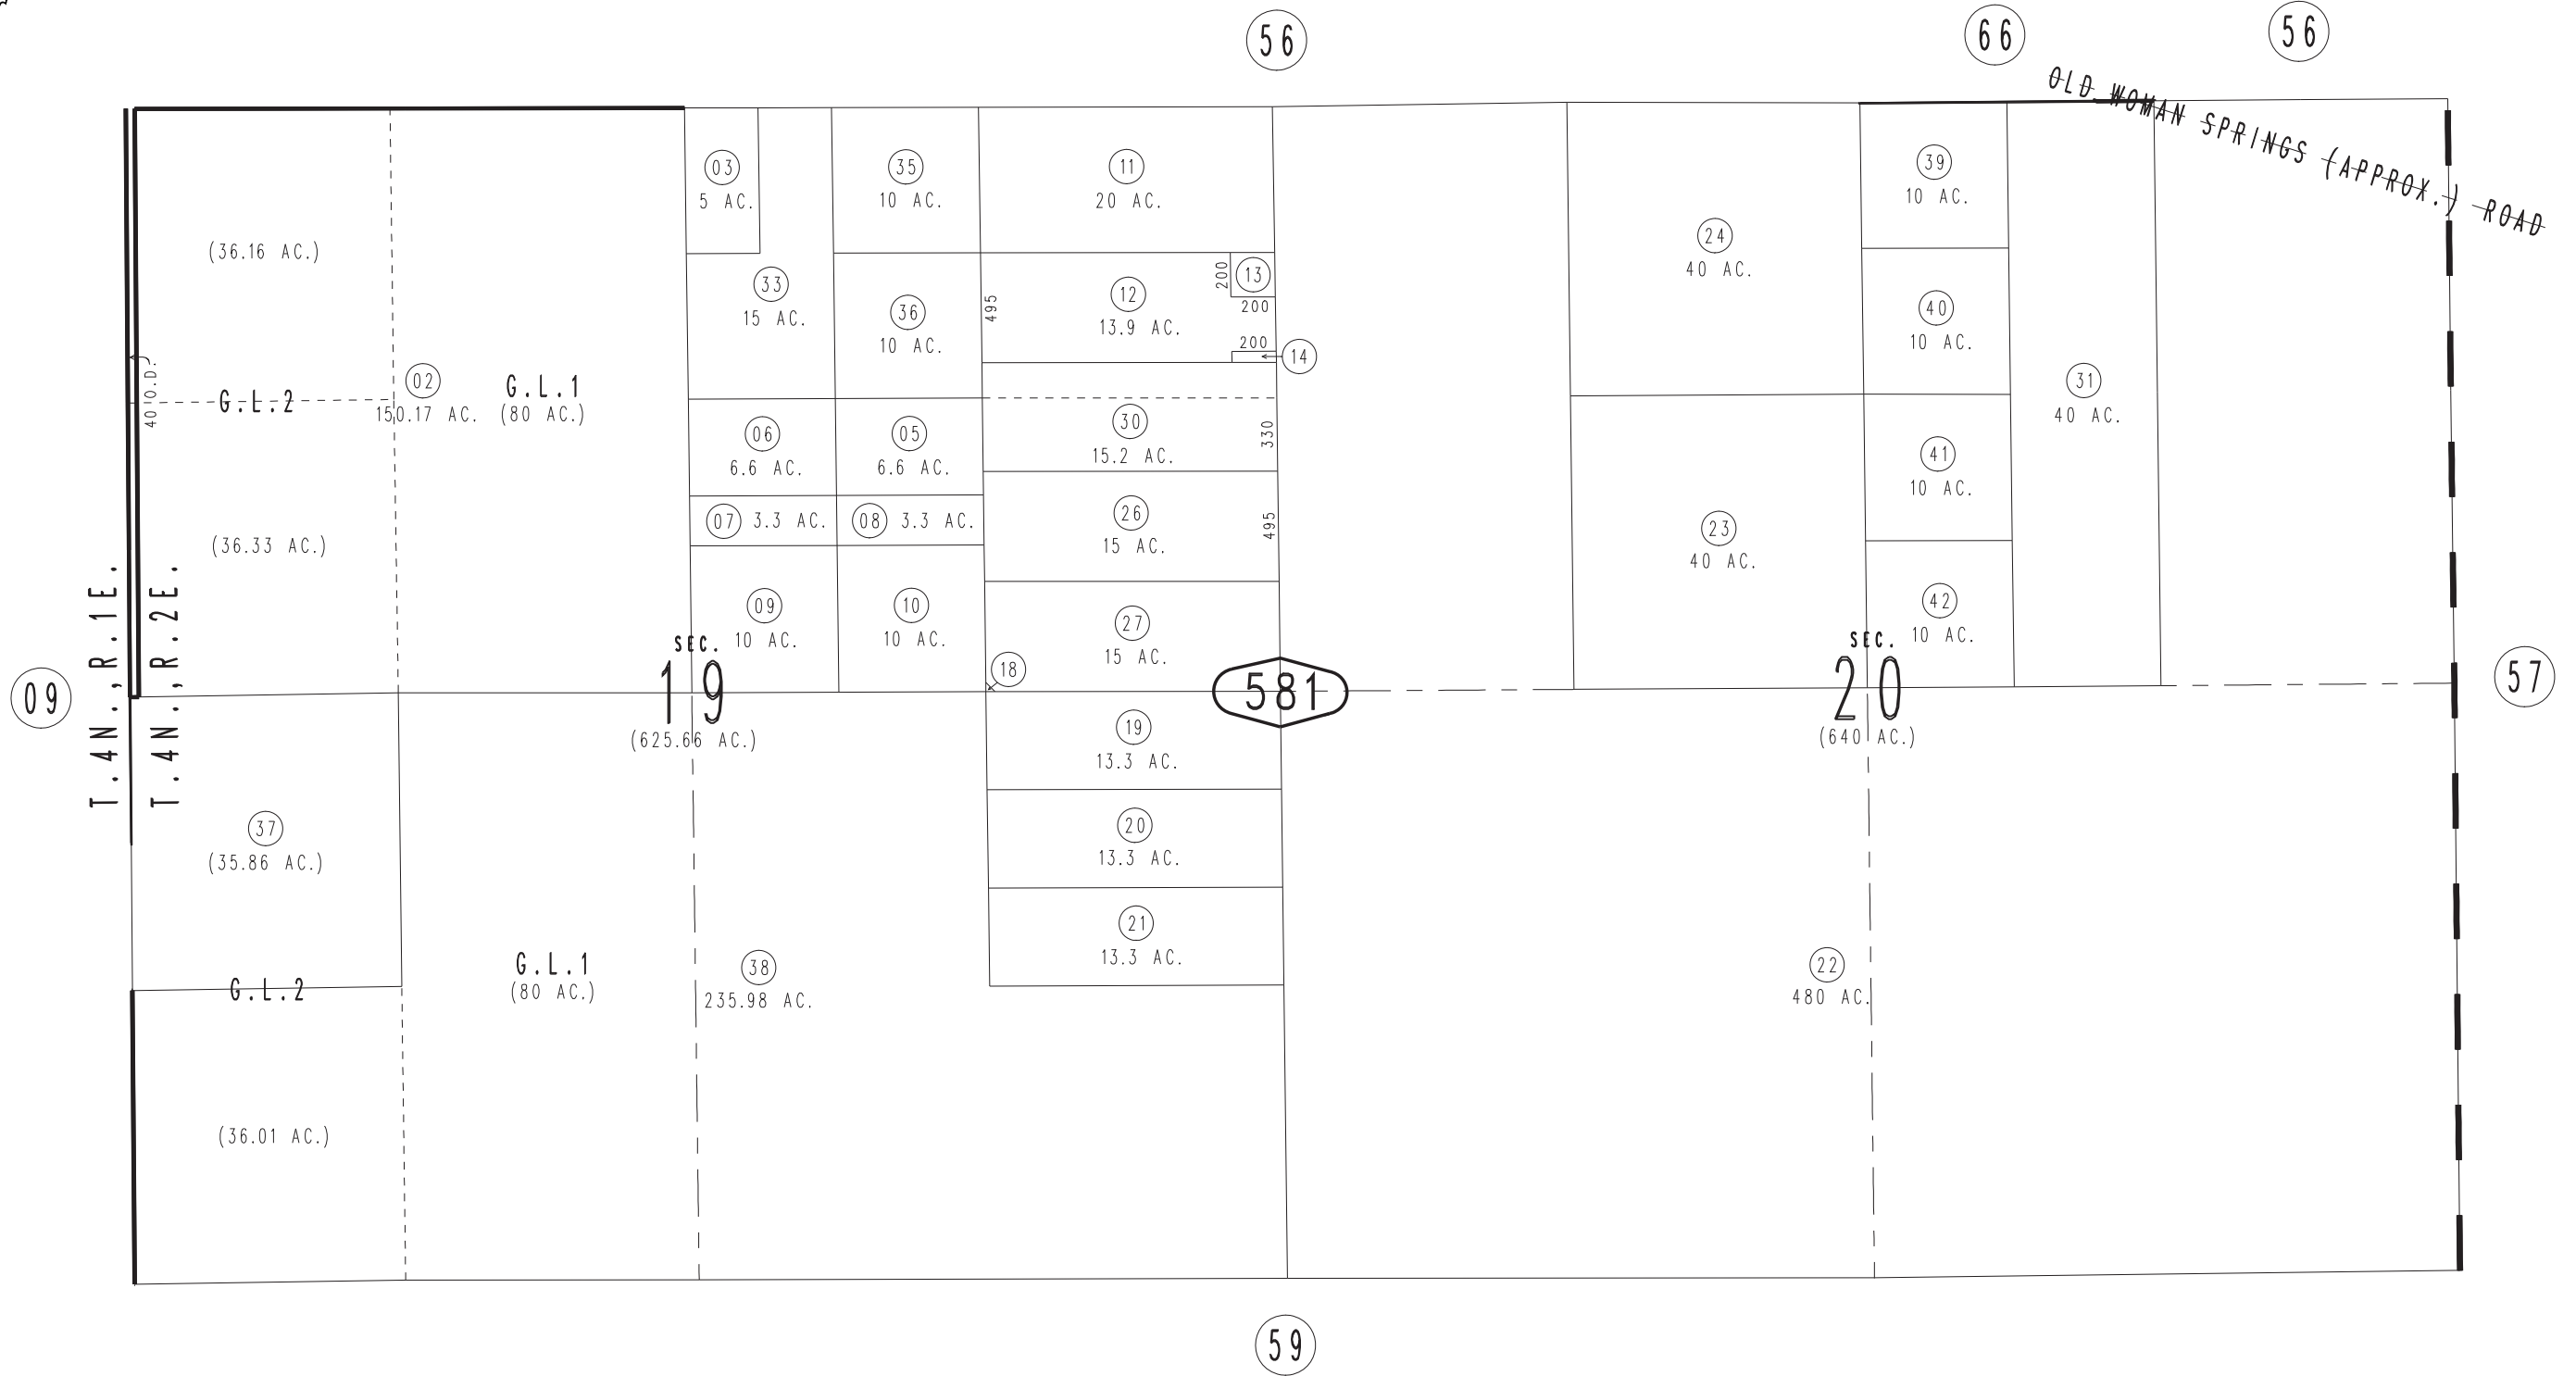 56
66
56
OLD WOMAN SPRINGS (APPROX.) ROAD
03
5 AC.
35
10 AC.
11
20 AC.
39
10 AC.
(36.16 AC.)
33
15 AC.
36
10 AC.
495
12
13.9 AC.
200
13
200
200
14
24
40 AC.
40
10 AC.
40 O.D.
G.L.2
02
150.17 AC.
G.L.1
(80 AC.)
31
40 AC.
06
6.6 AC.
05
6.6 AC.
30
15.2 AC.
330
41
10 AC.
07 3.3 AC.
08 3.3 AC.
26
15 AC.
495
23
40 AC.
(36.33 AC.)
09
10 AC.
10
10 AC.
27
15 AC.
42
10 AC.
T.4N.,R.1E.
T.4N.,R.2E.
09
SEC.
19
(625.66 AC.)
18
581
SEC.
20
(640 AC.)
57
19
13.3 AC.
37
(35.86 AC.)
20
13.3 AC.
21
13.3 AC.
G.L.2
G.L.1
(80 AC.)
38
235.98 AC.
22
480 AC.
(36.01 AC.)
59